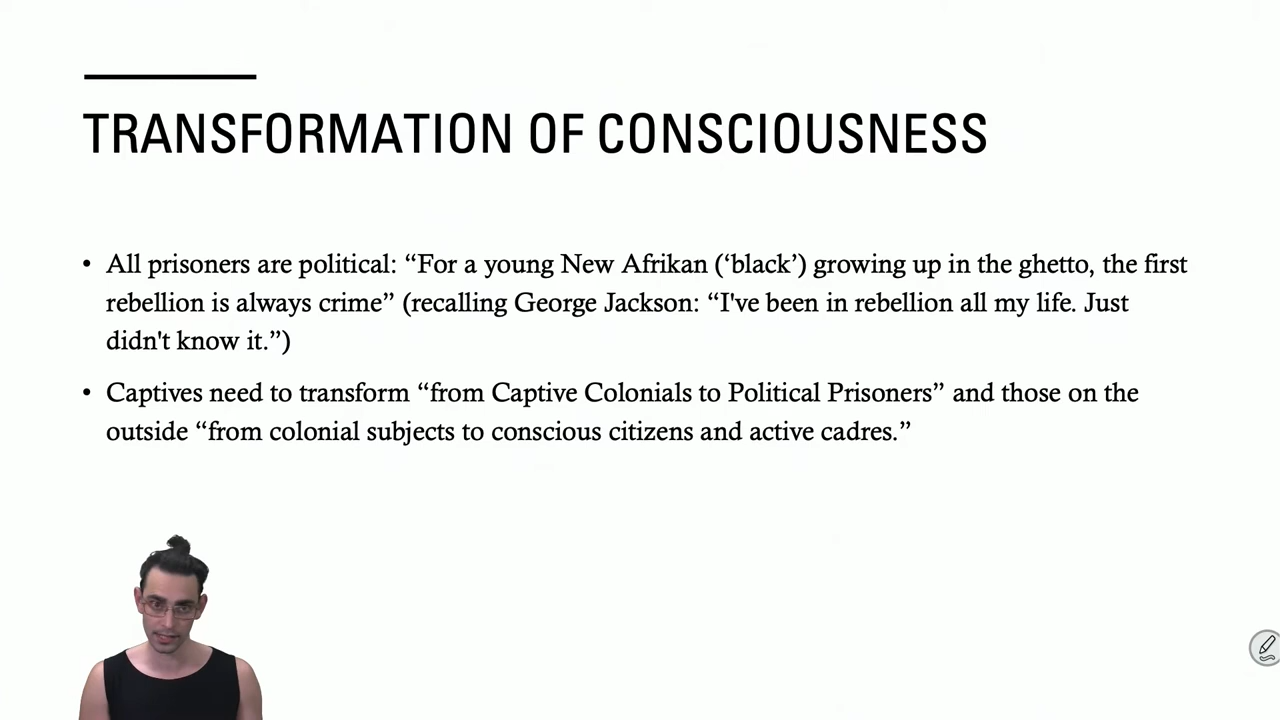 TRANSFORMATION OF CONSCIOUSNESS
• All prisoners are political: “For a young New Afrikan (‘black’) growing up in the ghetto, the first
rebellion is always crime” (recalling George Jackson: “I've been in rebellion all my life. Just
didn't know it.”)
• Captives need to transform “from Captive Colonials to Political Prisoners” and those on the
outside “from colonial subjects to conscious citizens and active cadres.”